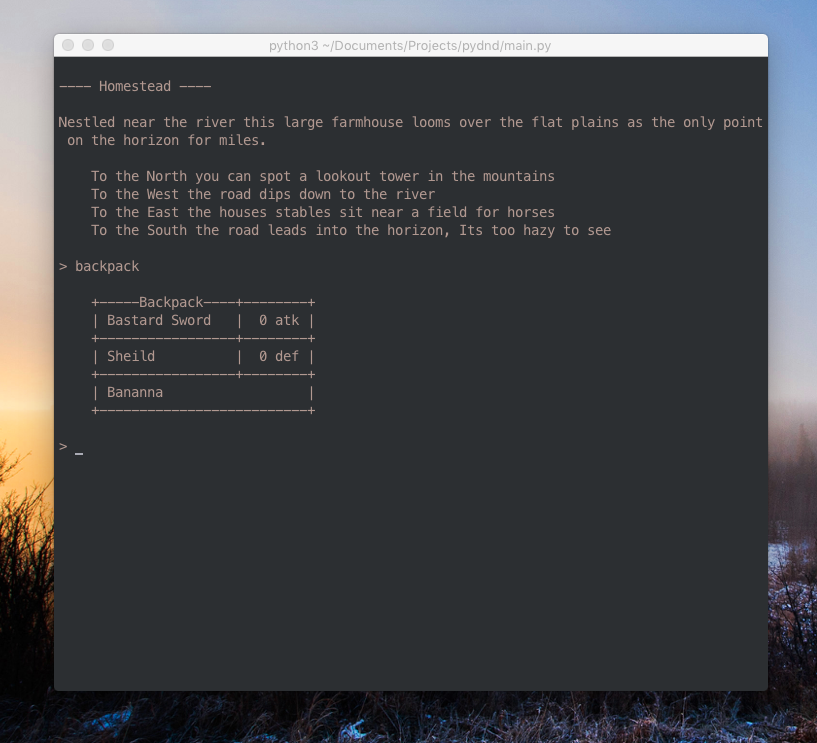 python3 ~/Documents/Projects/pydnd/main.py
---- Homestead ----
Nestled near the river this large farmhouse looms over the flat plains as the only point
on the horizon for miles.
To the North you can spot a lookout tower in the mountains
To the West the road dips down to the river
To the East the houses stables sit near a field for horses
To the South the road leads into the horizon, Its too hazy to see
> backpack
+-----Backpack----+--------+
| Bastard Sword   |  0 atk |
+-----------------+--------+
| Sheild          |  0 def |
+-----------------+--------+
| Bananna                  |
+--------------------------+
> _